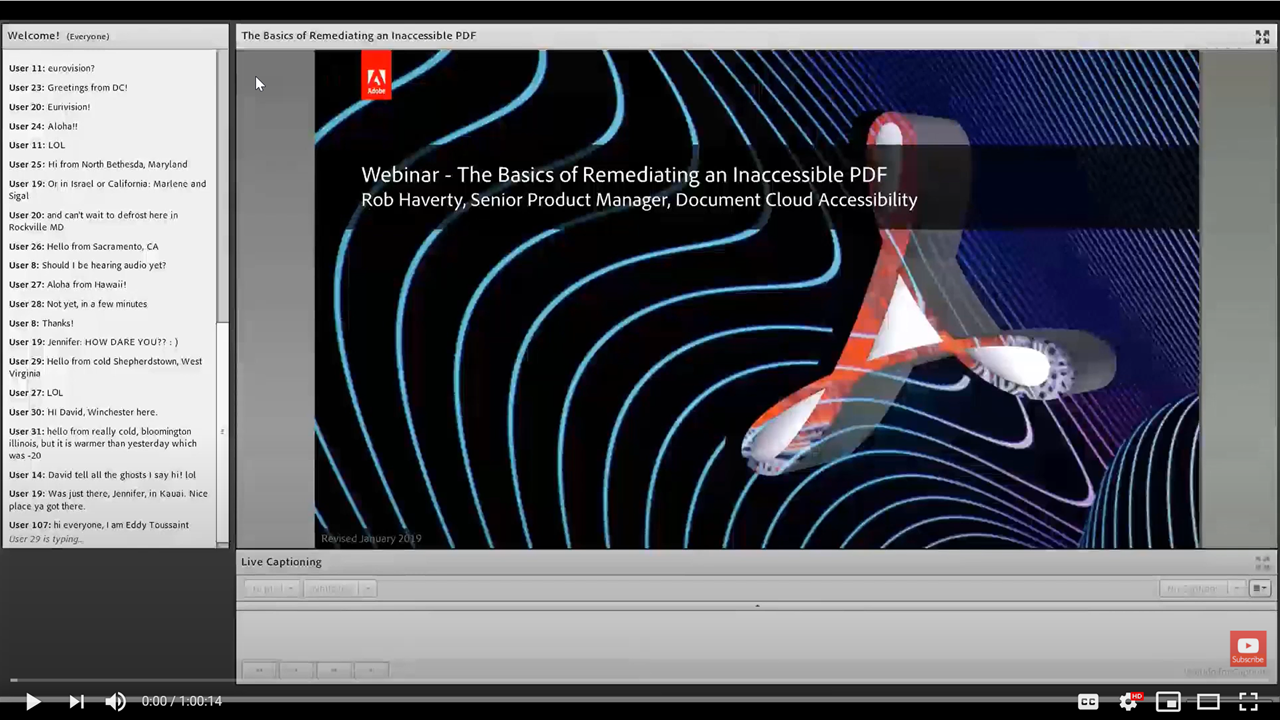 Welcome! (Everyone)
User 11: eurovision?
User 23: Greetings from DC!
User 20: Eurivision!
User 24: Aloha!!
User 11: LOL
User 25: Hi from North Bethesda, Maryland
User 19: Or in Israel or California: Marlene and
Sigal
User 20: and can't wait to defrost here in
Rockville MD
User 26: Hello from Sacramento, CA
User 8: Should I be hearing audio yet?
User 27: Aloha from Hawaii!
User 28: Not yet, in a few minutes
User 8: Thanks!
User 19: Jennifer: HOW DARE YOU?? : )
User 29: Hello from cold Shepherdstown, West
Virginia
User 27: LOL
User 30: HI David, Winchester here.
User 31: hello from really cold, bloomington
illinois, but it is warmer than yesterday which
was -20
User 14: David tell all the ghosts I say hi! lol
User 19: Was just there, Jennifer, in Kauai. Nice
place ya got there.
User 107: hi everyone, I am Eddy Toussaint
User 29 is typing...
The Basics of Remediating an Inaccessible PDF
Adobe
Webinar - The Basics of Remediating an Inaccessible PDF
Rob Haverty, Senior Product Manager, Document Cloud Accessibility
Revised January 2019
Live Captioning
Subscribe
0:00 / 1:00:14
CC
HD